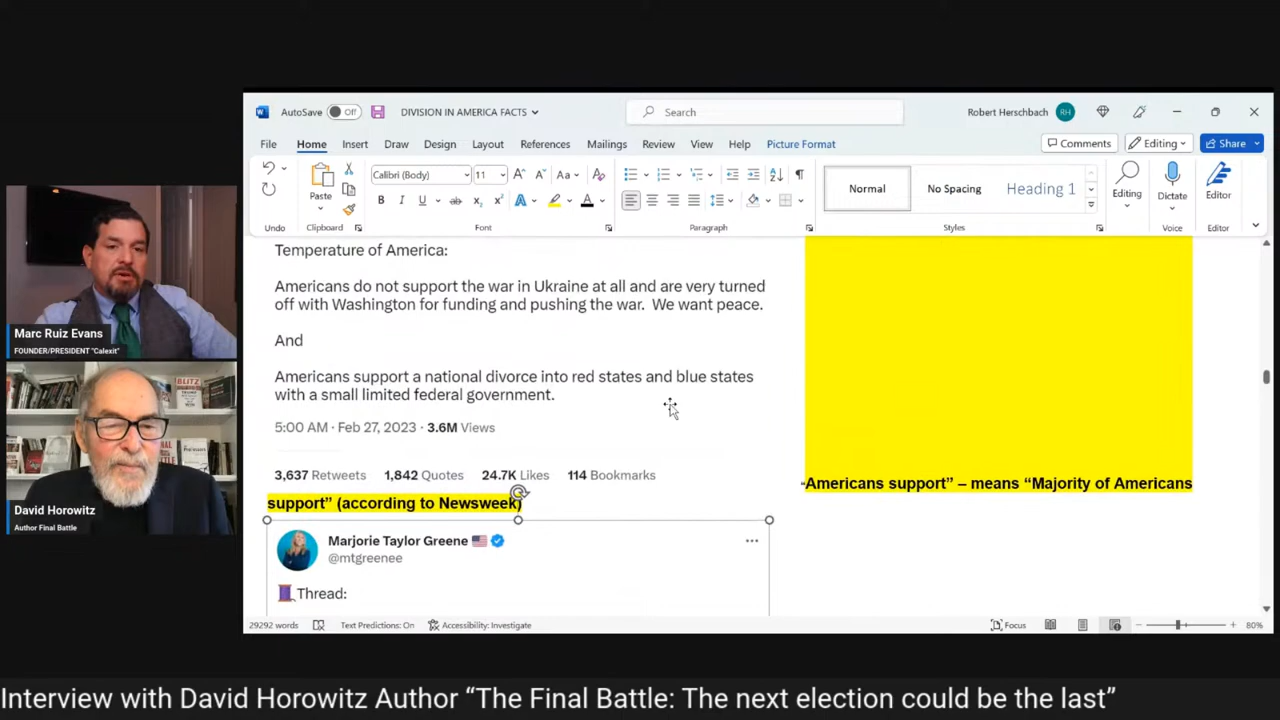 AutoSave Off DIVISION IN AMERICA FACTS Search Robert Herschbach RH
File Home Insert Draw Design Layout References Mailings Review View Help Picture Format Comments Editing Share
Calibri (Body) 11 Aa
Paste
B I U ab x₂ x² A A
Normal No Spacing Heading 1
Editing Dictate Editor
Undo Clipboard Font Paragraph Styles Voice Editor
Temperature of America:
Americans do not support the war in Ukraine at all and are very turned
off with Washington for funding and pushing the war. We want peace.
And
Americans support a national divorce into red states and blue states
with a small limited federal government.
5:00 AM · Feb 27, 2023 · 3.6M Views
3,637 Retweets 1,842 Quotes 24.7K Likes 114 Bookmarks
"Americans support" – means "Majority of Americans
support" (according to Newsweek)
Marjorie Taylor Greene
@mtgreenee
Thread:
29292 words Text Predictions: On Accessibility: Investigate Focus 80%
Marc Ruiz Evans
FOUNDER/PRESIDENT "Calexit"
BLITZ
TRUMP
David Horowitz
Author Final Battle
Interview with David Horowitz Author "The Final Battle: The next election could be the last"